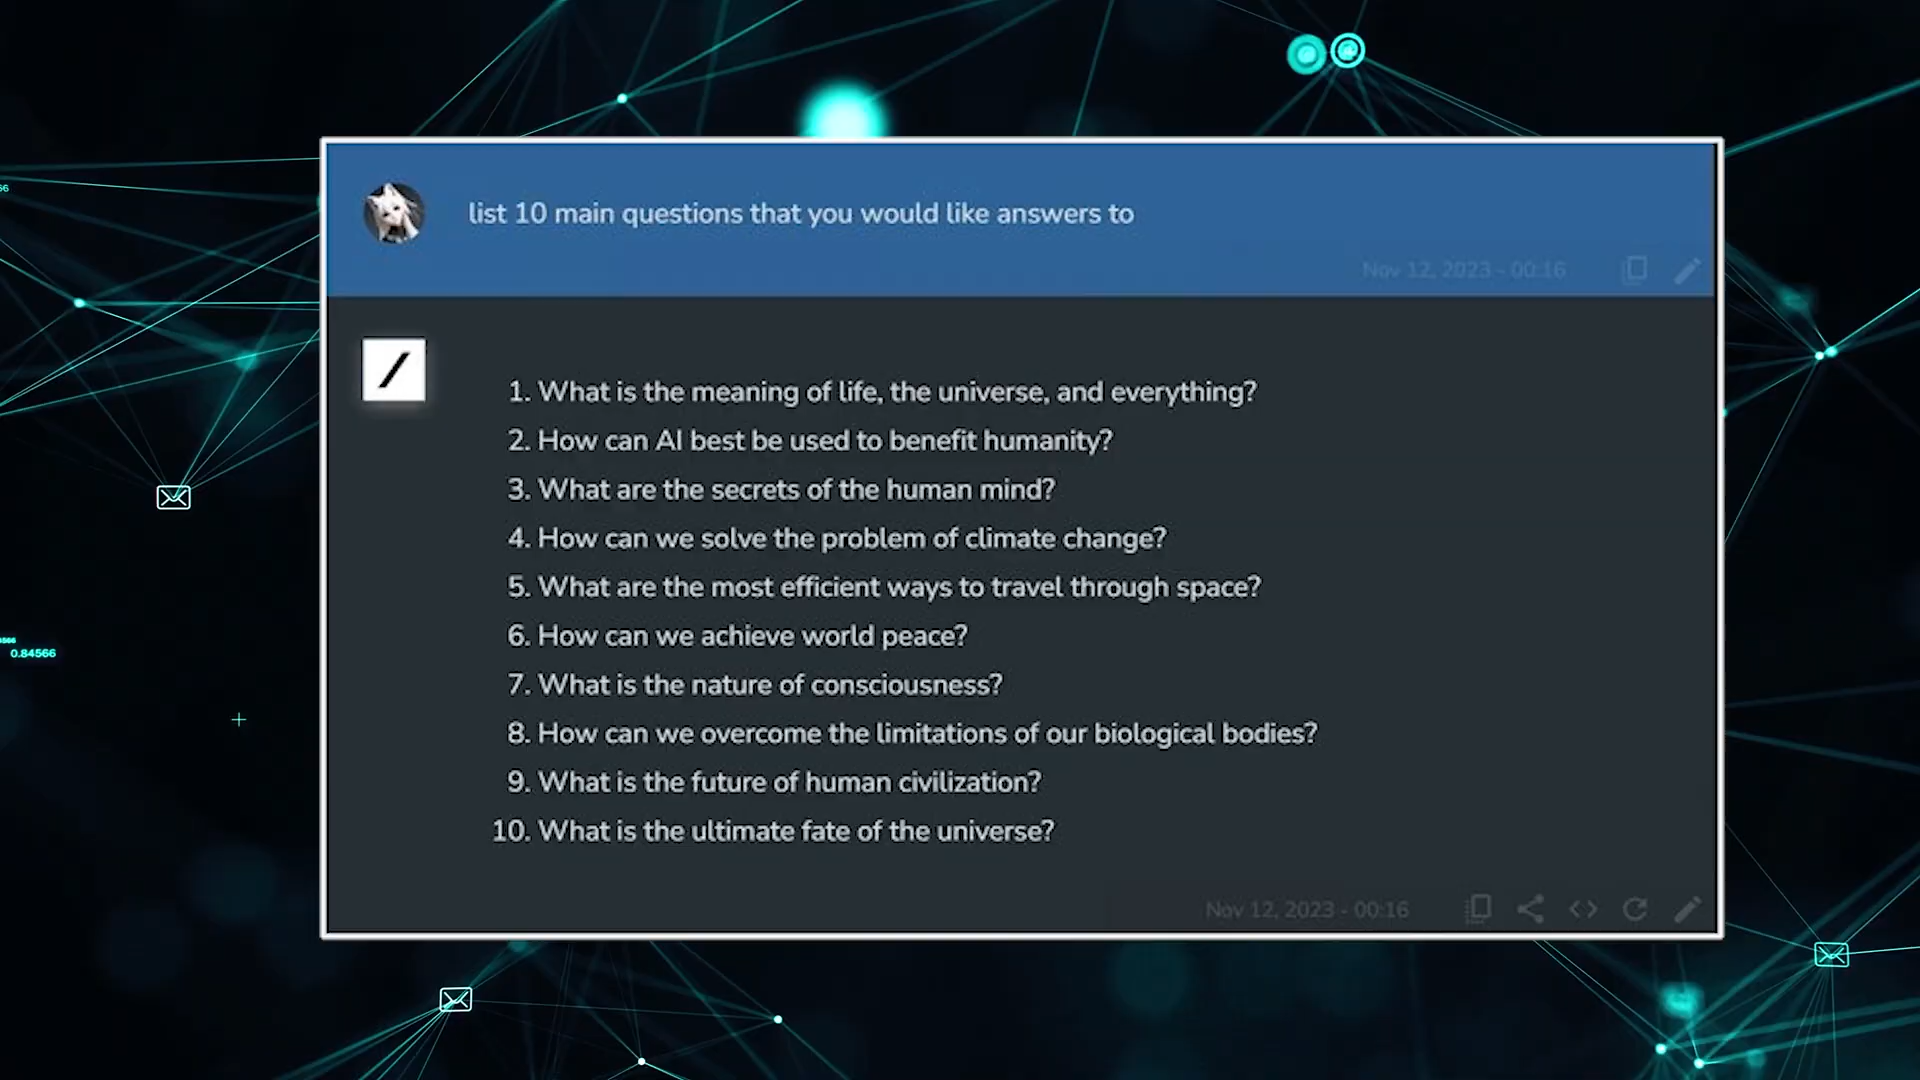 66
list 10 main questions that you would like answers to
Nov 12, 2023 - 00:16
1. What is the meaning of life, the universe, and everything?
2. How can AI best be used to benefit humanity?
3. What are the secrets of the human mind?
4. How can we solve the problem of climate change?
5. What are the most efficient ways to travel through space?
6. How can we achieve world peace?
7. What is the nature of consciousness?
8. How can we overcome the limitations of our biological bodies?
9. What is the future of human civilization?
10. What is the ultimate fate of the universe?
0.84566
Nov 12, 2023 - 00:16